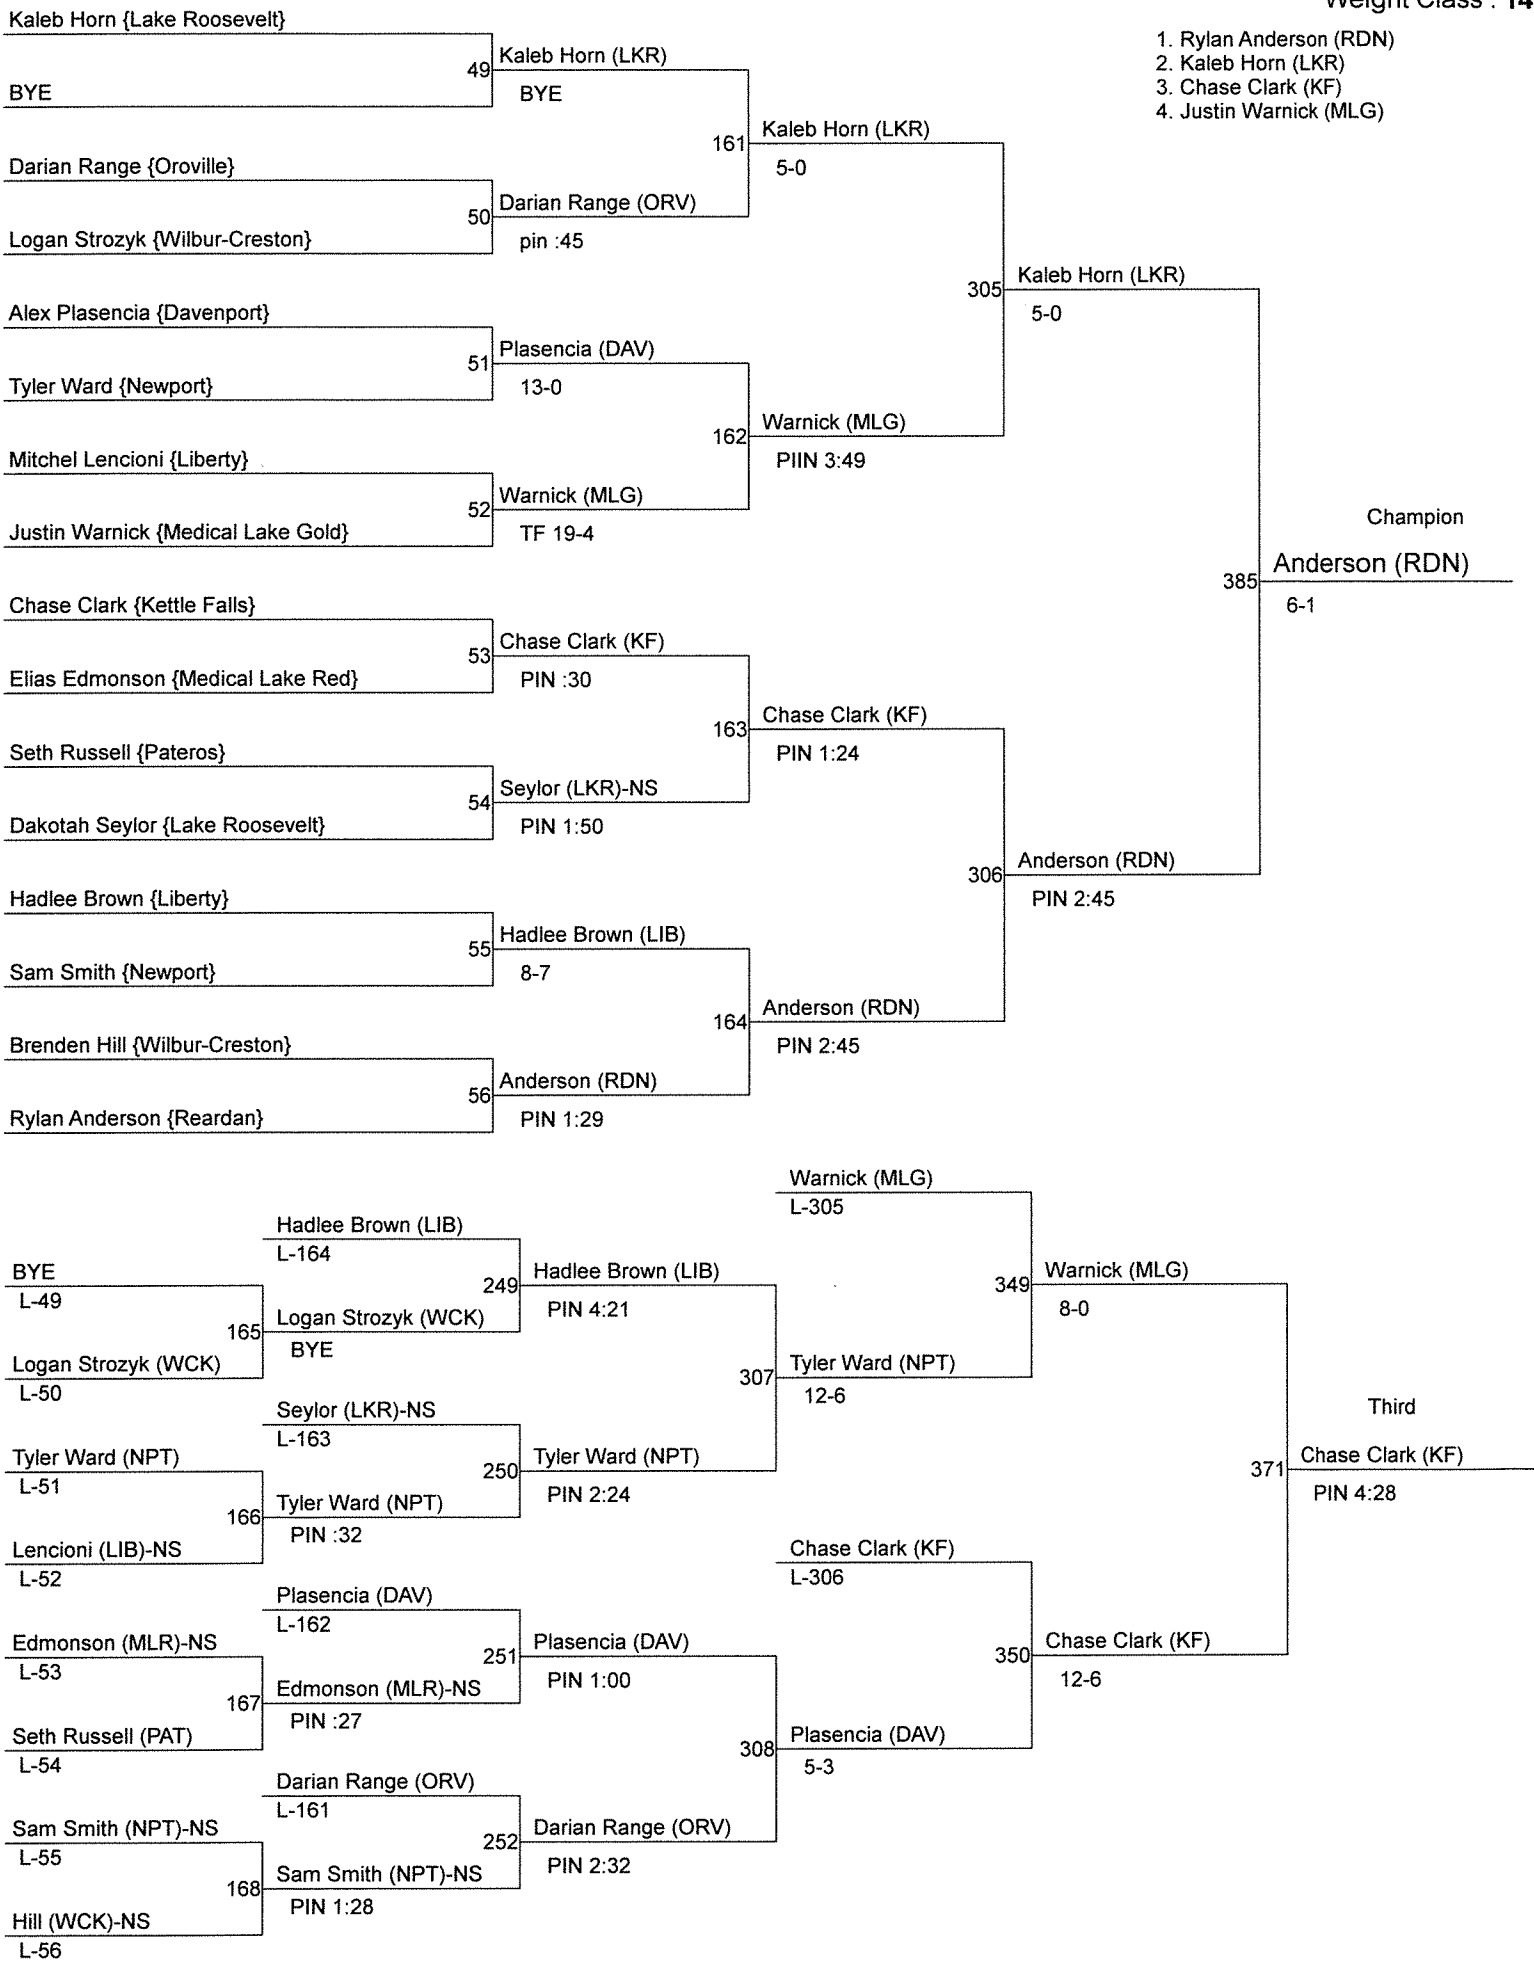 Weight Class : 14
1. Rylan Anderson (RDN)
2. Kaleb Horn (LKR)
3. Chase Clark (KF)
4. Justin Warnick (MLG)
Kaleb Horn {Lake Roosevelt}
49
Kaleb Horn (LKR)
BYE
BYE
161
Kaleb Horn (LKR)
5-0
Darian Range {Oroville}
50
Darian Range (ORV)
pin :45
Logan Strozyk {Wilbur-Creston}
305
Kaleb Horn (LKR)
5-0
Alex Plasencia {Davenport}
51
Plasencia (DAV)
13-0
Tyler Ward {Newport}
162
Warnick (MLG)
PIIN 3:49
Mitchel Lencioni {Liberty}
52
Warnick (MLG)
TF 19-4
Justin Warnick {Medical Lake Gold}
Champion
385
Anderson (RDN)
6-1
Chase Clark {Kettle Falls}
53
Chase Clark (KF)
PIN :30
Elias Edmonson {Medical Lake Red}
163
Chase Clark (KF)
PIN 1:24
Seth Russell {Pateros}
54
Seylor (LKR)-NS
PIN 1:50
Dakotah Seylor {Lake Roosevelt}
306
Anderson (RDN)
PIN 2:45
Hadlee Brown {Liberty}
55
Hadlee Brown (LIB)
8-7
Sam Smith {Newport}
164
Anderson (RDN)
PIN 2:45
Brenden Hill {Wilbur-Creston}
56
Anderson (RDN)
PIN 1:29
Rylan Anderson {Reardan}
Warnick (MLG)
L-305
Hadlee Brown (LIB)
L-164
BYE
L-49
249
Hadlee Brown (LIB)
PIN 4:21
349
Warnick (MLG)
8-0
165
Logan Strozyk (WCK)
BYE
Logan Strozyk (WCK)
L-50
307
Tyler Ward (NPT)
12-6
Seylor (LKR)-NS
L-163
Third
Tyler Ward (NPT)
L-51
250
Tyler Ward (NPT)
PIN 2:24
371
Chase Clark (KF)
PIN 4:28
166
Tyler Ward (NPT)
PIN :32
Lencioni (LIB)-NS
L-52
Chase Clark (KF)
L-306
Plasencia (DAV)
L-162
Edmonson (MLR)-NS
L-53
251
Plasencia (DAV)
PIN 1:00
350
Chase Clark (KF)
12-6
167
Edmonson (MLR)-NS
PIN :27
Seth Russell (PAT)
L-54
308
Plasencia (DAV)
5-3
Darian Range (ORV)
L-161
Sam Smith (NPT)-NS
L-55
252
Darian Range (ORV)
PIN 2:32
168
Sam Smith (NPT)-NS
PIN 1:28
Hill (WCK)-NS
L-56